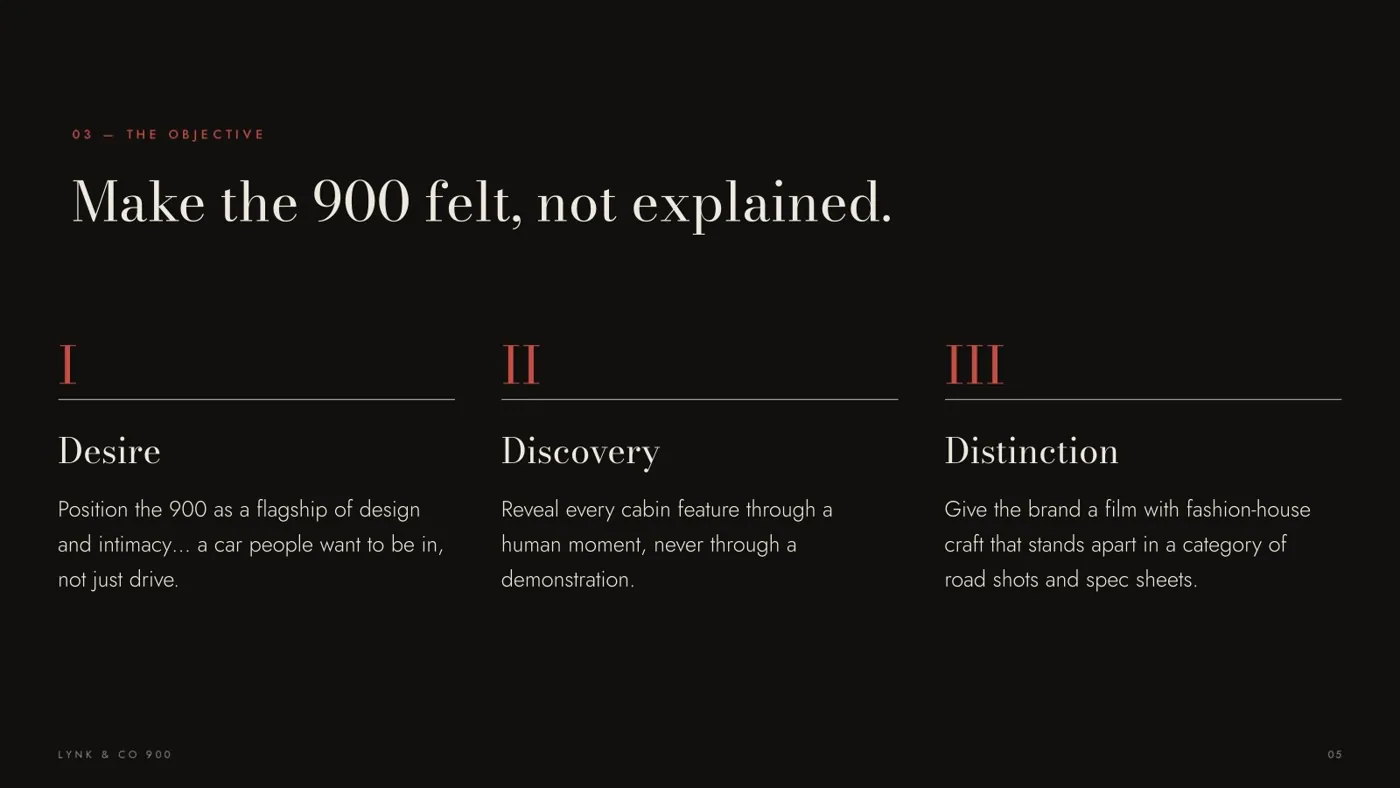 03 — THE OBJECTIVE
Make the 900 felt, not explained.
I
Desire
Position the 900 as a flagship of design
and intimacy... a car people want to be in,
not just drive.
II
Discovery
Reveal every cabin feature through a
human moment, never through a
demonstration.
III
Distinction
Give the brand a film with fashion-house
craft that stands apart in a category of
road shots and spec sheets.
LYNK & CO 900
05